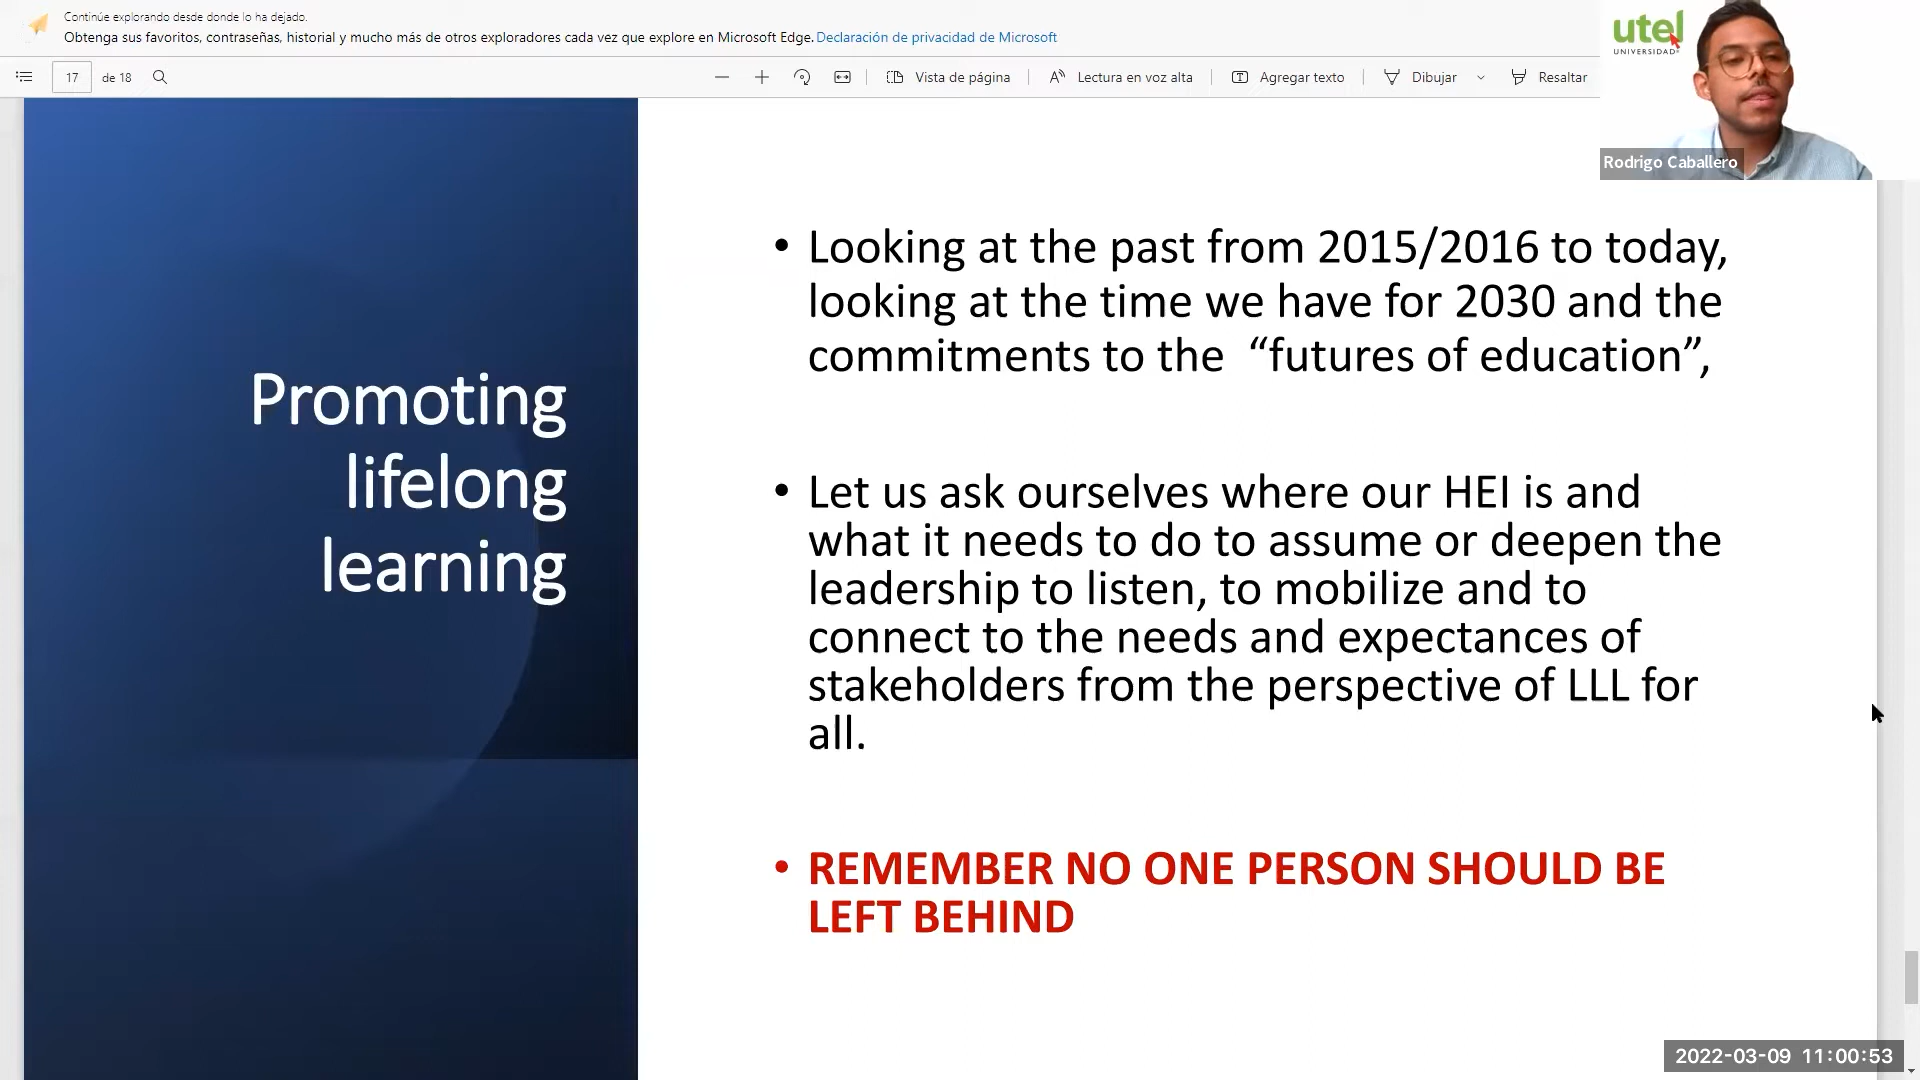 Continúe explorando desde donde lo ha dejado.
Obtenga sus favoritos, contraseñas, historial y mucho más de otros exploradores cada vez que explore en Microsoft Edge. Declaración de privacidad de Microsoft
17 de 18 Vista de página Lectura en voz alta Agregar texto Dibujar Resaltar
utel
UNIVERSIDAD
Rodrigo Caballero
Promoting
lifelong
learning
• Looking at the past from 2015/2016 to today,
looking at the time we have for 2030 and the
commitments to the “futures of education”,
• Let us ask ourselves where our HEI is and
what it needs to do to assume or deepen the
leadership to listen, to mobilize and to
connect to the needs and expectances of
stakeholders from the perspective of LLL for
all.
• REMEMBER NO ONE PERSON SHOULD BE
LEFT BEHIND
2022-03-09 11:00:53